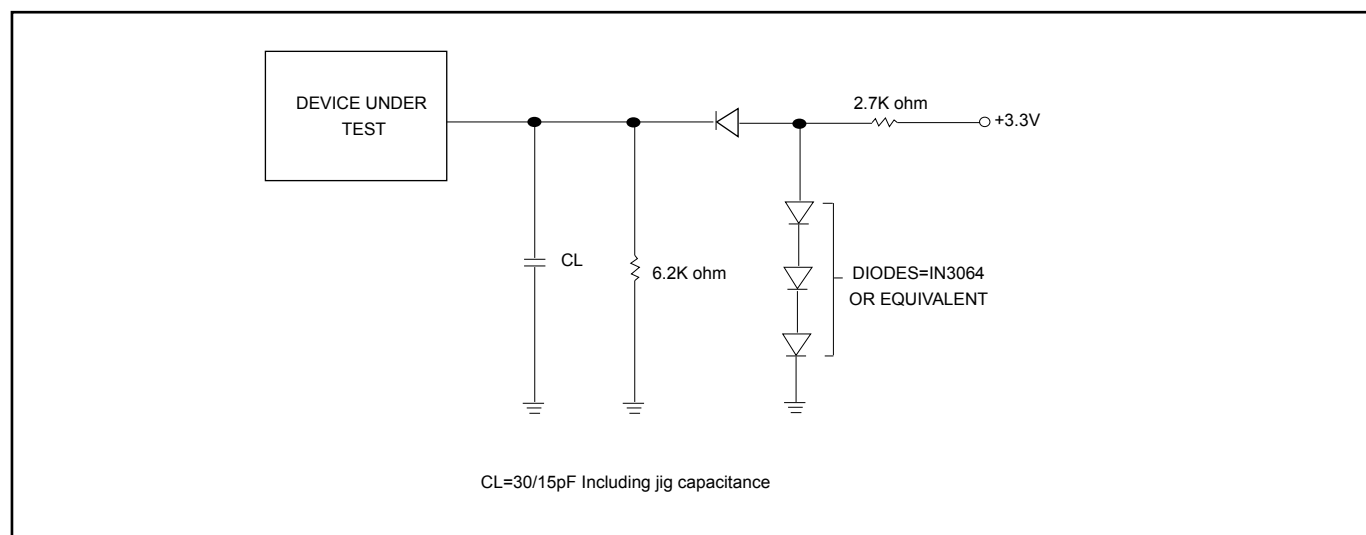 DEVICE UNDER
TEST
2.7K ohm
+3.3V
CL
6.2K ohm
DIODES=IN3064
OR EQUIVALENT
CL=30/15pF Including jig capacitance